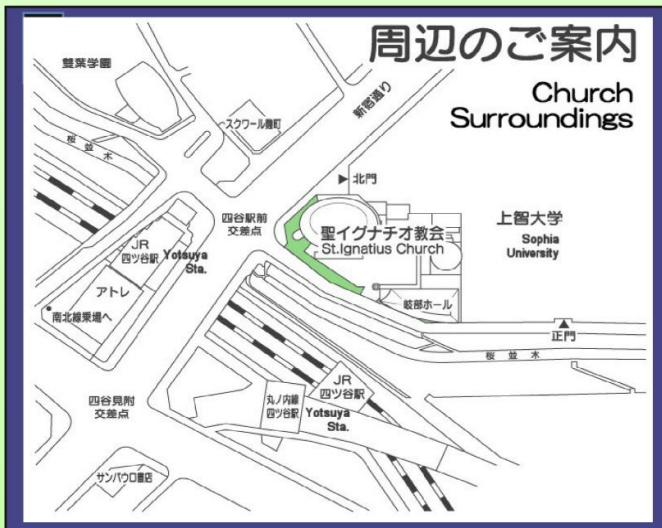 周辺のご案内
Church
Surroundings
雙葉学園
スクワール麹町
新宿通り
桜並木
北門
四谷駅前
交差点
聖イグナチオ教会
St.Ignatius Church
上智大学
Sophia
University
JR
四ツ谷駅
Yotsuya
Sta.
アトレ
南北線乗場へ
岐部ホール
正門
桜並木
四谷見附
交差点
丸ノ内線
四ツ谷駅
JR
四ツ谷駅
Yotsuya
Sta.
サンパウロ書店